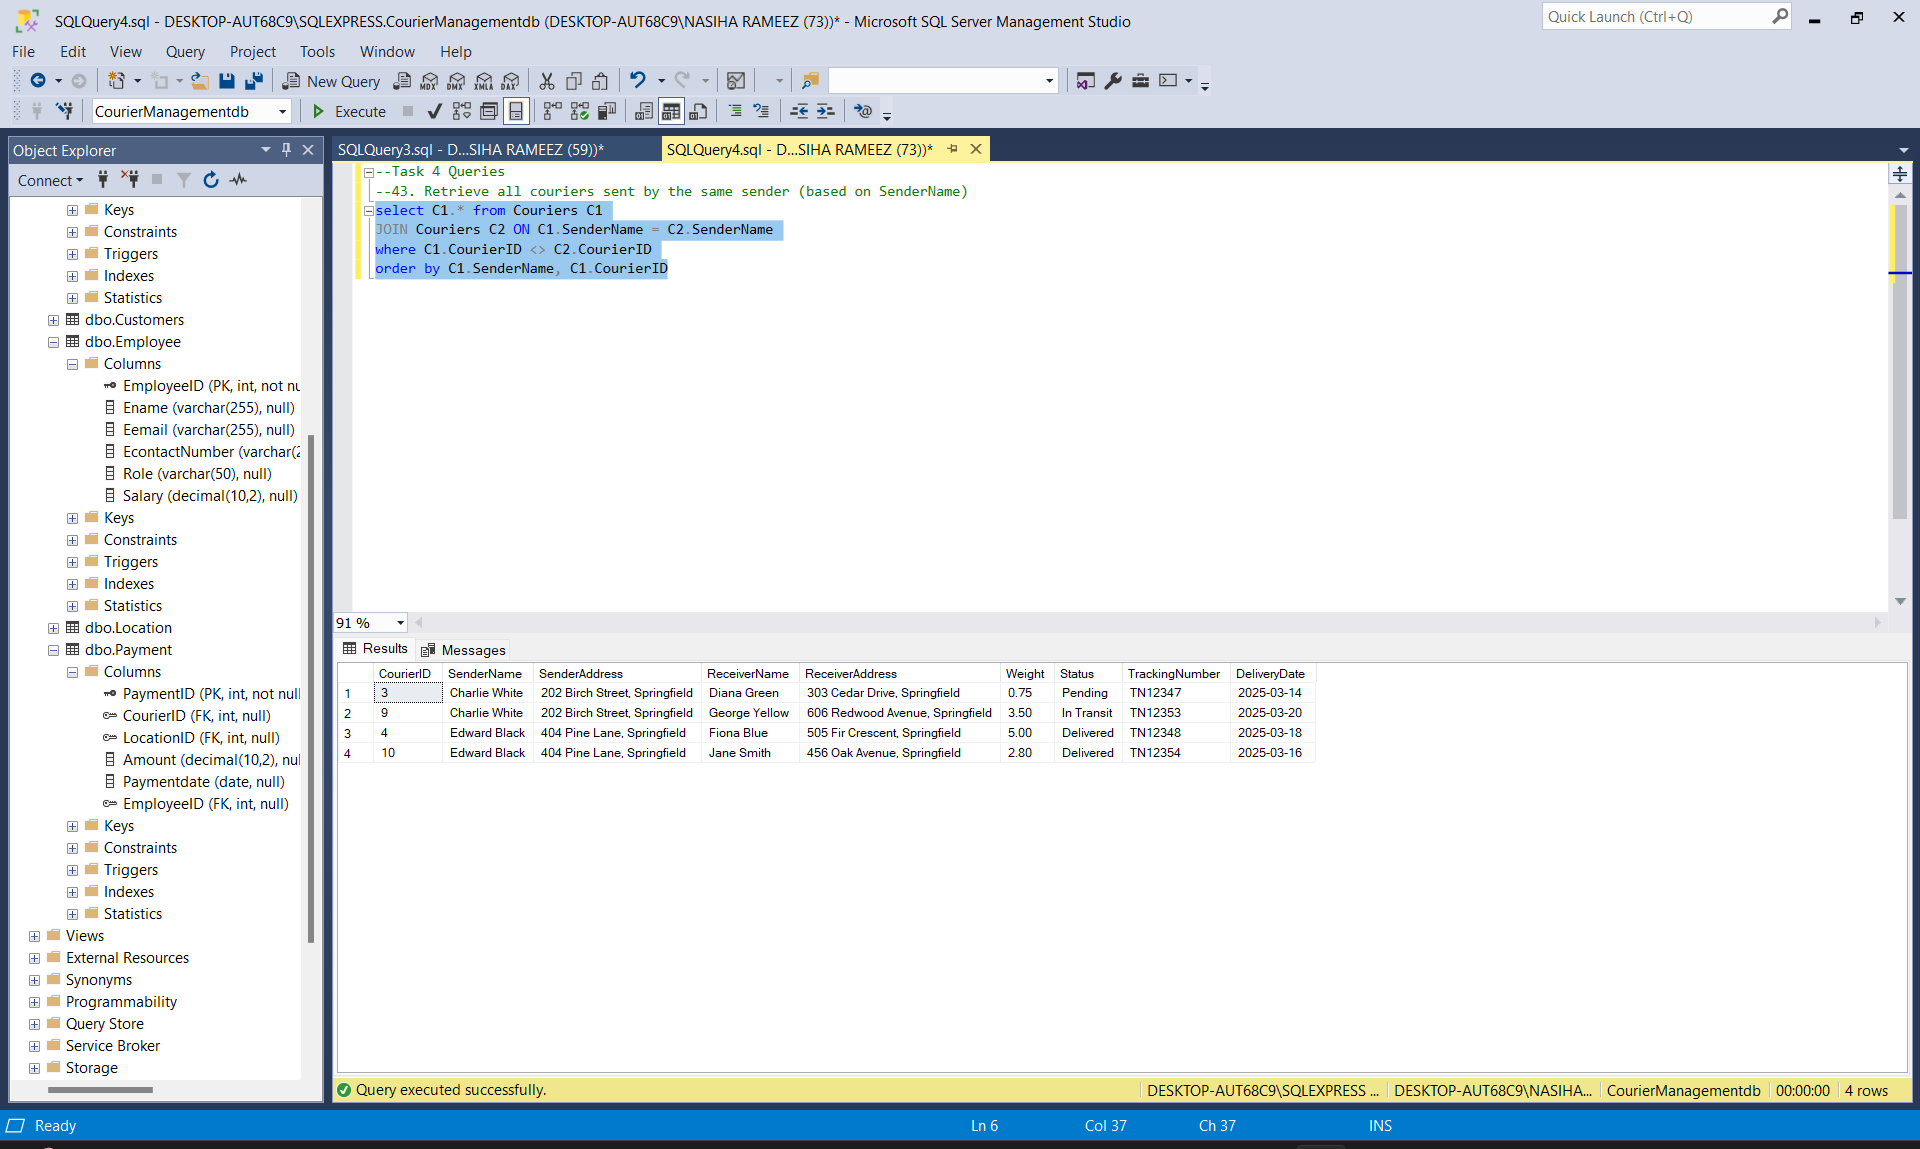 SQLQuery4.sql - DESKTOP-AUT68C9\SQLEXPRESS.CourierManagementdb (DESKTOP-AUT68C9\NASIHA RAMEEZ (73))* - Microsoft SQL Server Management Studio
Quick Launch (Ctrl+Q)
File Edit View Query Project Tools Window Help
New Query MDX DMX XMLA DAX
CourierManagementdb Execute
Object Explorer
SQLQuery3.sql - D...SIHA RAMEEZ (59))*
SQLQuery4.sql - D...SIHA RAMEEZ (73))*
Connect
Keys
Constraints
Triggers
Indexes
Statistics
dbo.Customers
dbo.Employee
Columns
EmployeeID (PK, int, not nu
Ename (varchar(255), null)
Eemail (varchar(255), null)
EcontactNumber (varchar(2
Role (varchar(50), null)
Salary (decimal(10,2), null)
Keys
Constraints
Triggers
Indexes
Statistics
dbo.Location
dbo.Payment
Columns
PaymentID (PK, int, not null
CourierID (FK, int, null)
LocationID (FK, int, null)
Amount (decimal(10,2), nul
Paymentdate (date, null)
EmployeeID (FK, int, null)
Keys
Constraints
Triggers
Indexes
Statistics
Views
External Resources
Synonyms
Programmability
Query Store
Service Broker
Storage
--Task 4 Queries
--43. Retrieve all couriers sent by the same sender (based on SenderName)
select C1.* from Couriers C1
JOIN Couriers C2 ON C1.SenderName = C2.SenderName
where C1.CourierID <> C2.CourierID
order by C1.SenderName, C1.CourierID
91 %
Results Messages
CourierID SenderName SenderAddress ReceiverName ReceiverAddress Weight Status TrackingNumber DeliveryDate
1 3 Charlie White 202 Birch Street, Springfield Diana Green 303 Cedar Drive, Springfield 0.75 Pending TN12347 2025-03-14
2 9 Charlie White 202 Birch Street, Springfield George Yellow 606 Redwood Avenue, Springfield 3.50 In Transit TN12353 2025-03-20
3 4 Edward Black 404 Pine Lane, Springfield Fiona Blue 505 Fir Crescent, Springfield 5.00 Delivered TN12348 2025-03-18
4 10 Edward Black 404 Pine Lane, Springfield Jane Smith 456 Oak Avenue, Springfield 2.80 Delivered TN12354 2025-03-16
Query executed successfully.
DESKTOP-AUT68C9\SQLEXPRESS ... DESKTOP-AUT68C9\NASIHA... CourierManagementdb 00:00:00 4 rows
Ready Ln 6 Col 37 Ch 37 INS